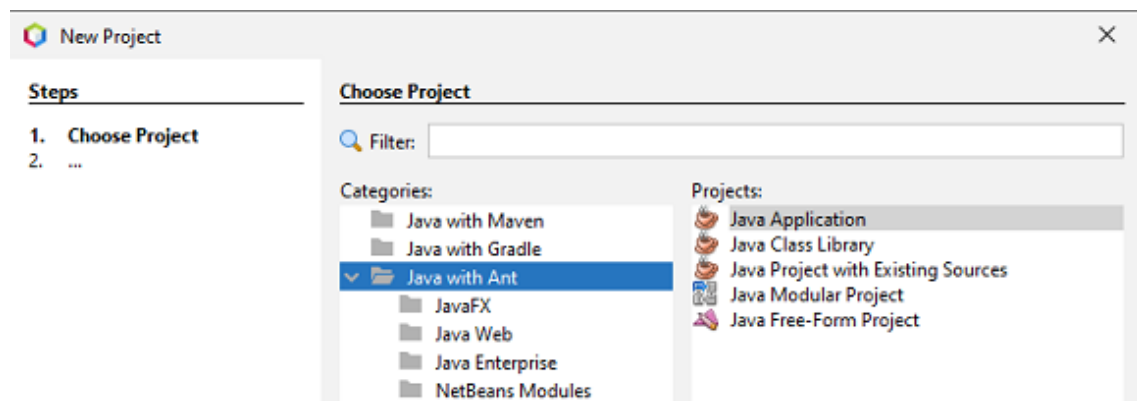 New Project
Steps
1. Choose Project
2. ...
Choose Project
Filter:
Categories:
Java with Maven
Java with Gradle
Java with Ant
JavaFX
Java Web
Java Enterprise
NetBeans Modules
Projects:
Java Application
Java Class Library
Java Project with Existing Sources
Java Modular Project
Java Free-Form Project